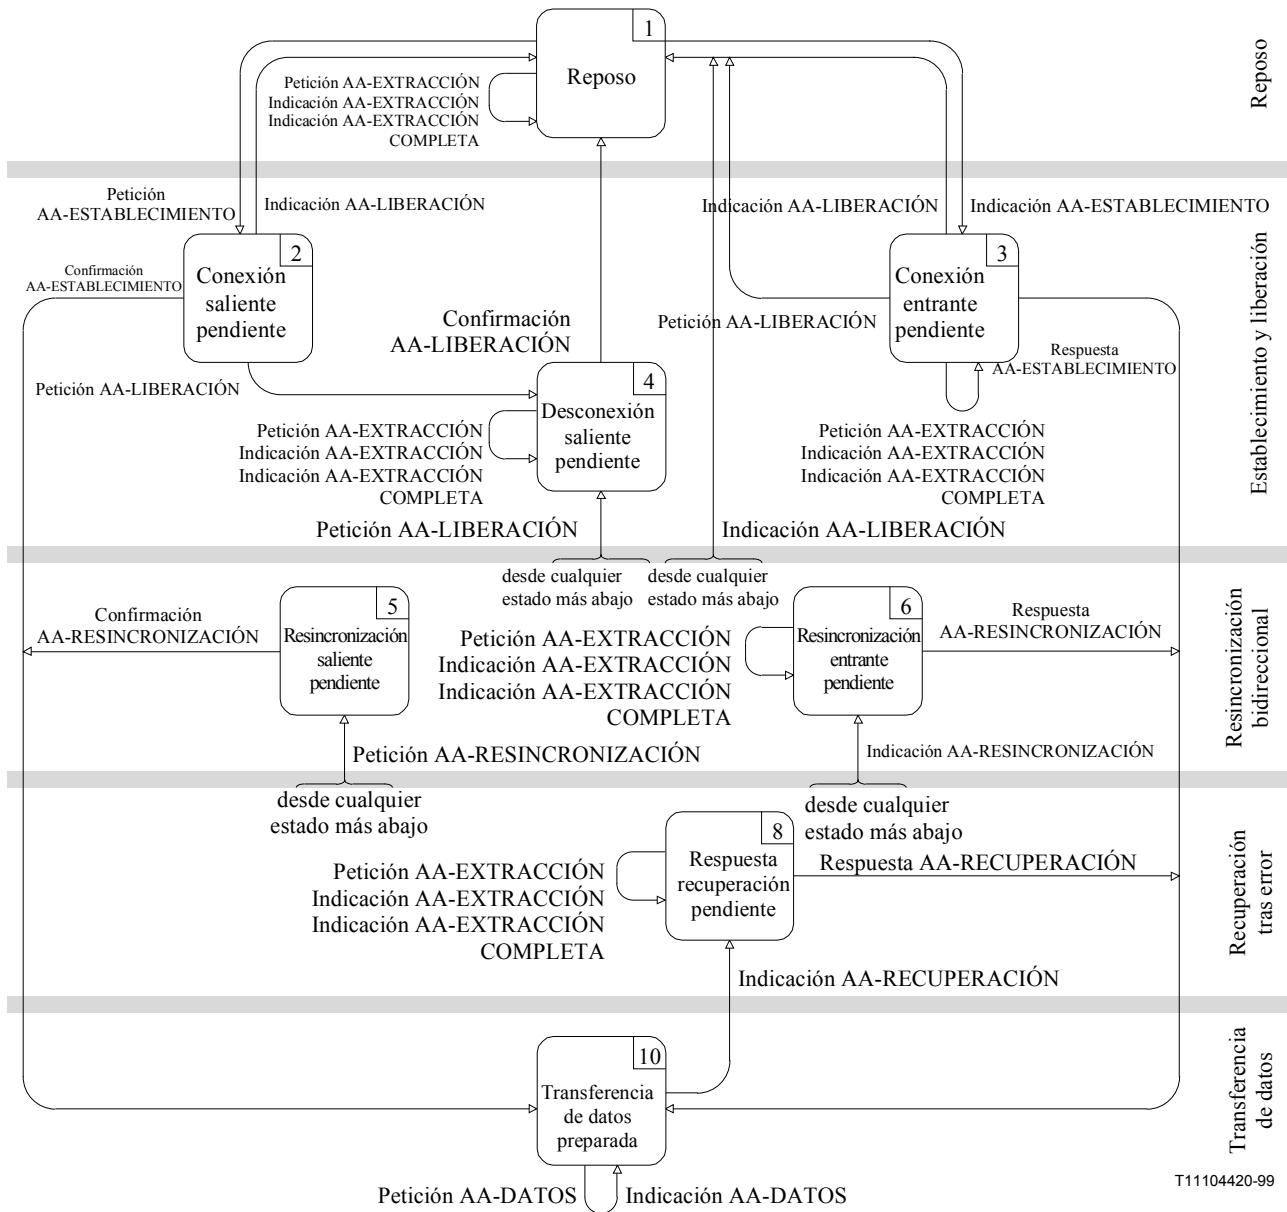 1
Reposo
Petición AA-EXTRACCIÓN
Indicación AA-EXTRACCIÓN
Indicación AA-EXTRACCIÓN
COMPLETA
Reposo
Petición
AA-ESTABLECIMIENTO
Indicación AA-LIBERACIÓN
Indicación AA-LIBERACIÓN
Indicación AA-ESTABLECIMIENTO
2
Conexión
saliente
pendiente
3
Conexión
entrante
pendiente
Confirmación
AA-ESTABLECIMIENTO
Confirmación
AA-LIBERACIÓN
Petición AA-LIBERACIÓN
Respuesta
AA-ESTABLECIMIENTO
Petición AA-LIBERACIÓN
4
Desconexión
saliente
pendiente
Petición AA-EXTRACCIÓN
Indicación AA-EXTRACCIÓN
Indicación AA-EXTRACCIÓN
COMPLETA
Petición AA-EXTRACCIÓN
Indicación AA-EXTRACCIÓN
Indicación AA-EXTRACCIÓN
COMPLETA
Petición AA-LIBERACIÓN
Indicación AA-LIBERACIÓN
Establecimiento y liberación
desde cualquier
estado más abajo
desde cualquier
estado más abajo
5
Resincronización
saliente
pendiente
Confirmación
AA-RESINCRONIZACIÓN
6
Resincronización
entrante
pendiente
Respuesta
AA-RESINCRONIZACIÓN
Petición AA-EXTRACCIÓN
Indicación AA-EXTRACCIÓN
Indicación AA-EXTRACCIÓN
COMPLETA
Petición AA-RESINCRONIZACIÓN
Indicación AA-RESINCRONIZACIÓN
Resincronización
bidireccional
desde cualquier
estado más abajo
desde cualquier
estado más abajo
8
Respuesta
recuperación
pendiente
Petición AA-EXTRACCIÓN
Indicación AA-EXTRACCIÓN
Indicación AA-EXTRACCIÓN
COMPLETA
Respuesta AA-RECUPERACIÓN
Indicación AA-RECUPERACIÓN
Recuperación
tras error
10
Transferencia
de datos
preparada
Petición AA-DATOS
Indicación AA-DATOS
Transferencia
de datos
T11104420-99